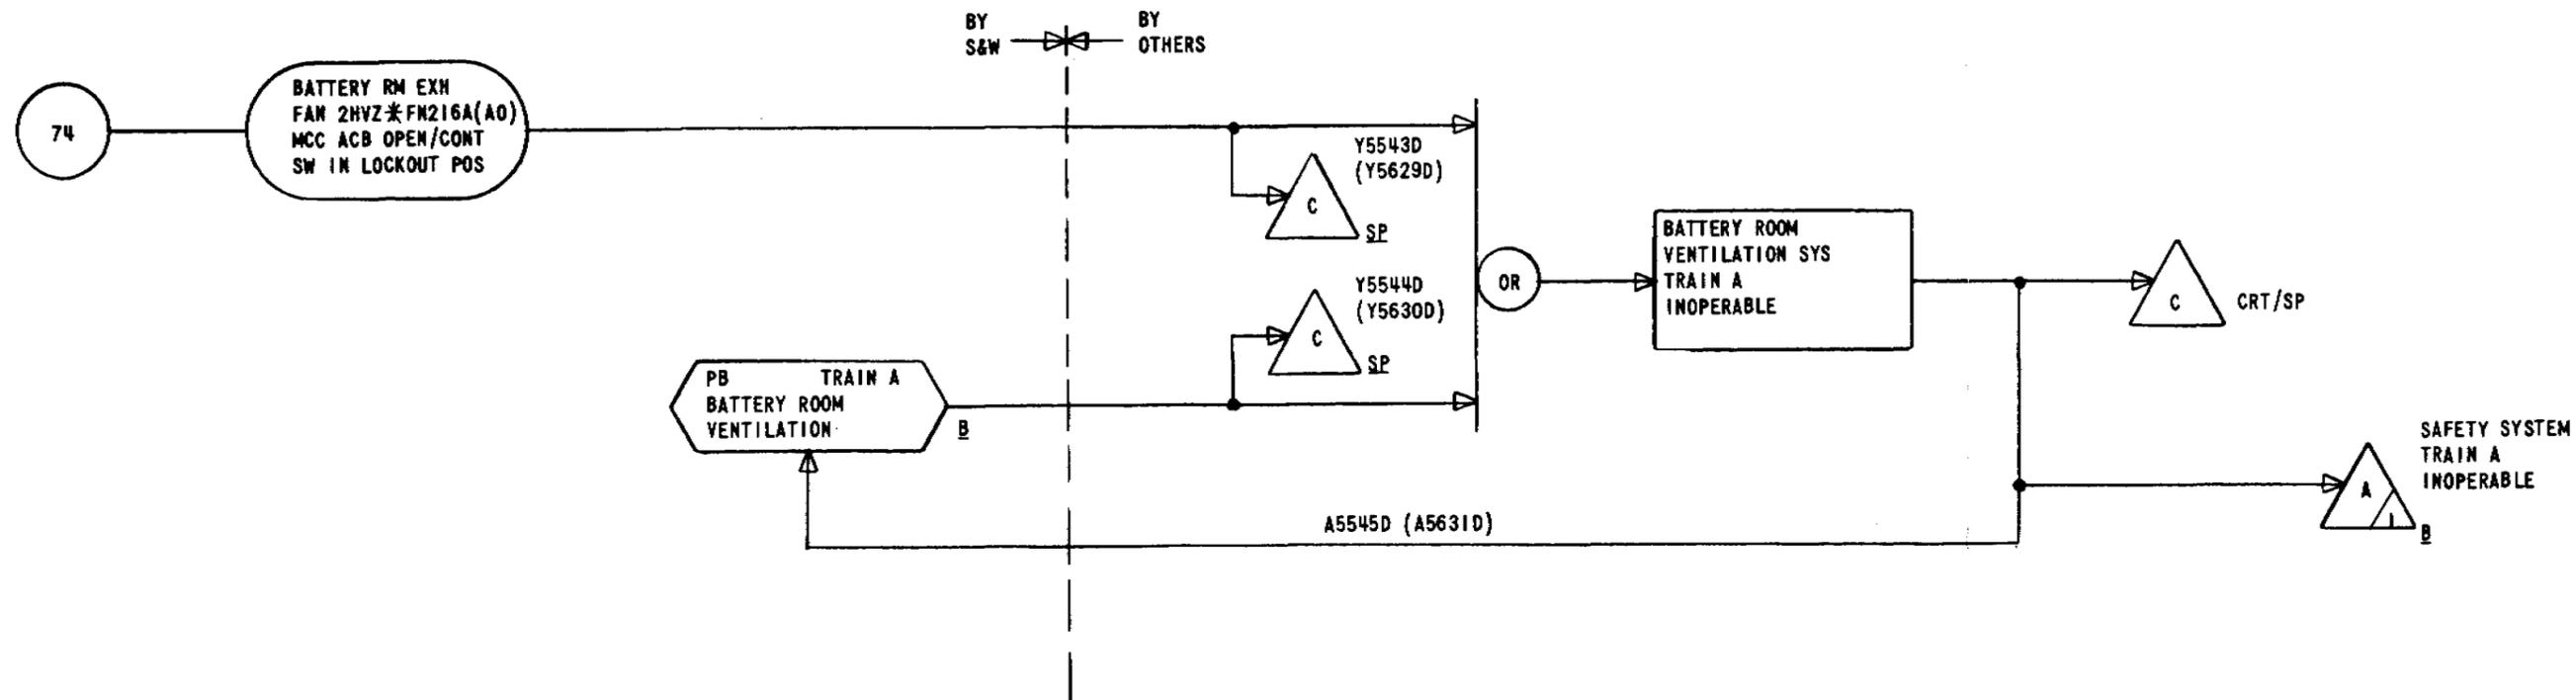 BY
S&W
BY
OTHERS
74
BATTERY RM EXH
FAN 2HVZ*FN216A(AO)
MCC ACB OPEN/CONT
SW IN LOCKOUT POS
Y5543D
(Y5629D)
C
SP
Y5544D
(Y5630D)
C
SP
OR
BATTERY ROOM
VENTILATION SYS
TRAIN A
INOPERABLE
C
CRT/SP
PB TRAIN A
BATTERY ROOM
VENTILATION
B
SAFETY SYSTEM
TRAIN A
INOPERABLE
A
1
B
A5545D (A5631D)